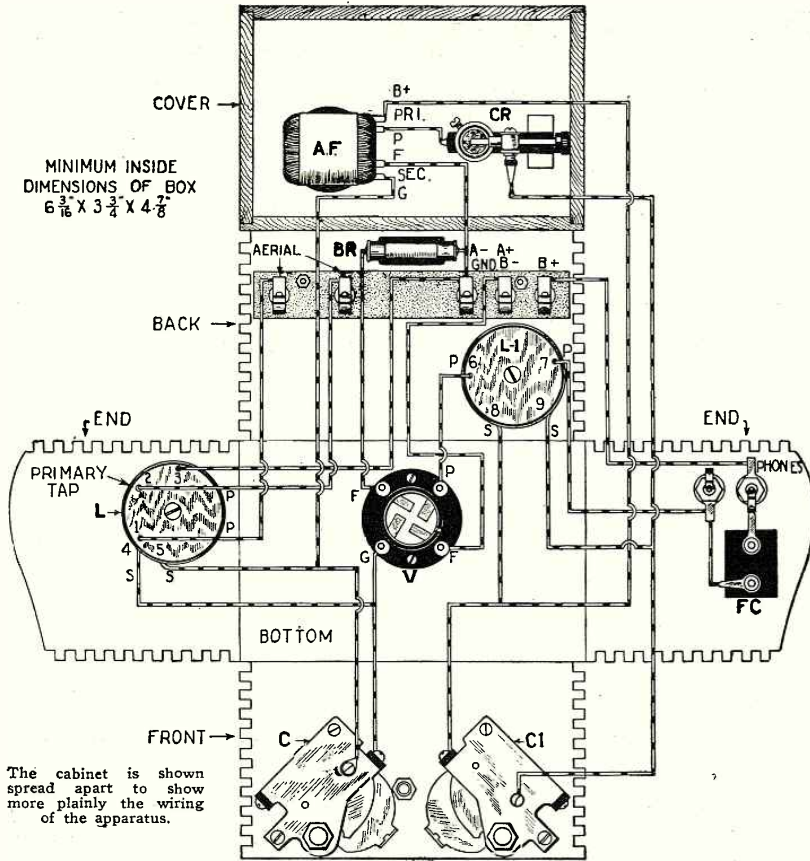 B+
COVER
PRI.
CR
A.F.
P
F
MINIMUM INSIDE
DIMENSIONS OF BOX
6 3/16" X 3 3/4" X 4 7/8"
SEC.
G
AERIAL
BR
A- A+
GND. B- B+
BACK
L-1
P 6 7 P
8 9
S S
END
END
PRIMARY
TAP
2 3
P
F
P
PHONES
L
1
P
4 5
G
F
S S
V
FC
BOTTOM
FRONT
C
C1
The cabinet is shown
spread apart to show
more plainly the wiring
of the apparatus.